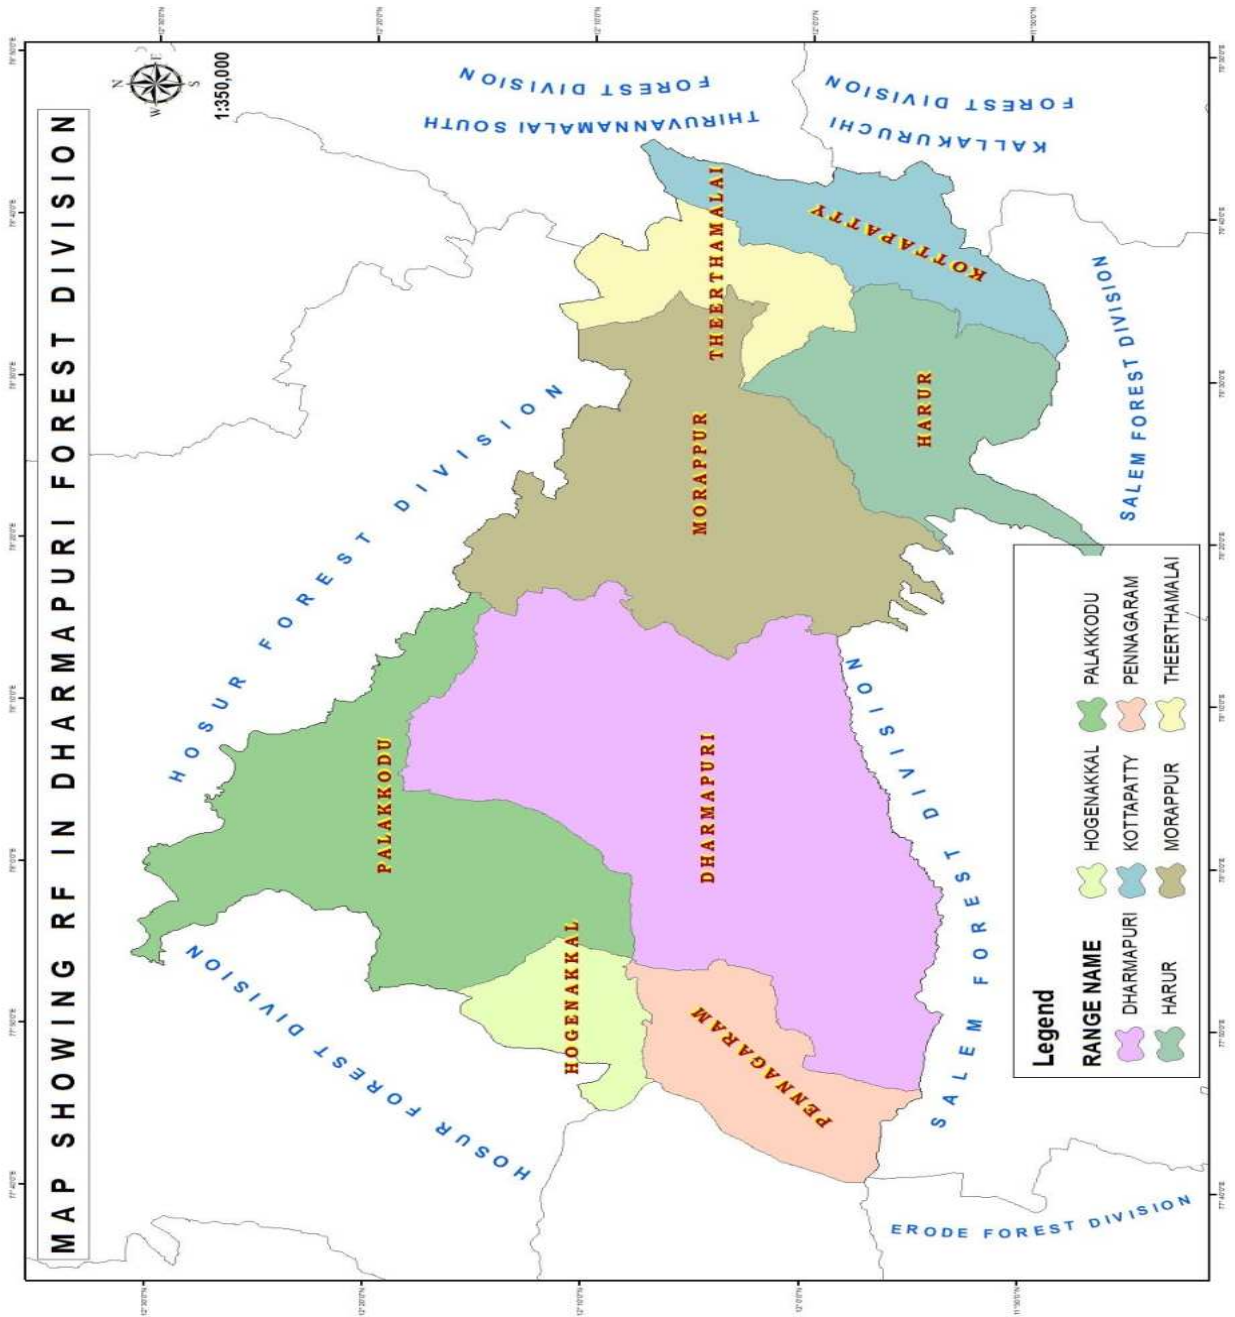 MAP SHOWING RF IN DHARMAPURI FOREST DIVISION
N
W
E
S
1:350,000
HOSUR FOREST DIVISION
HOSUR FOREST DIVISION
PALAKKODU
THIRUVANNAMALAI SOUTH
FOREST DIVISION
HOGENAKKAL
PENNAGARAM
DHARMAPURI
MORAPPUR
THEERTHAMALAI
KOTTAPATTY
HARUR
KALLAKURUCHI
FOREST DIVISION
SALEM FOREST DIVISION
ERODE FOREST DIVISION
SALEM FOREST DIVISION
Legend
RANGE NAME
HOGENAKKAL
PALAKKODU
DHARMAPURI
KOTTAPATTY
PENNAGARAM
HARUR
MORAPPUR
THEERTHAMALAI